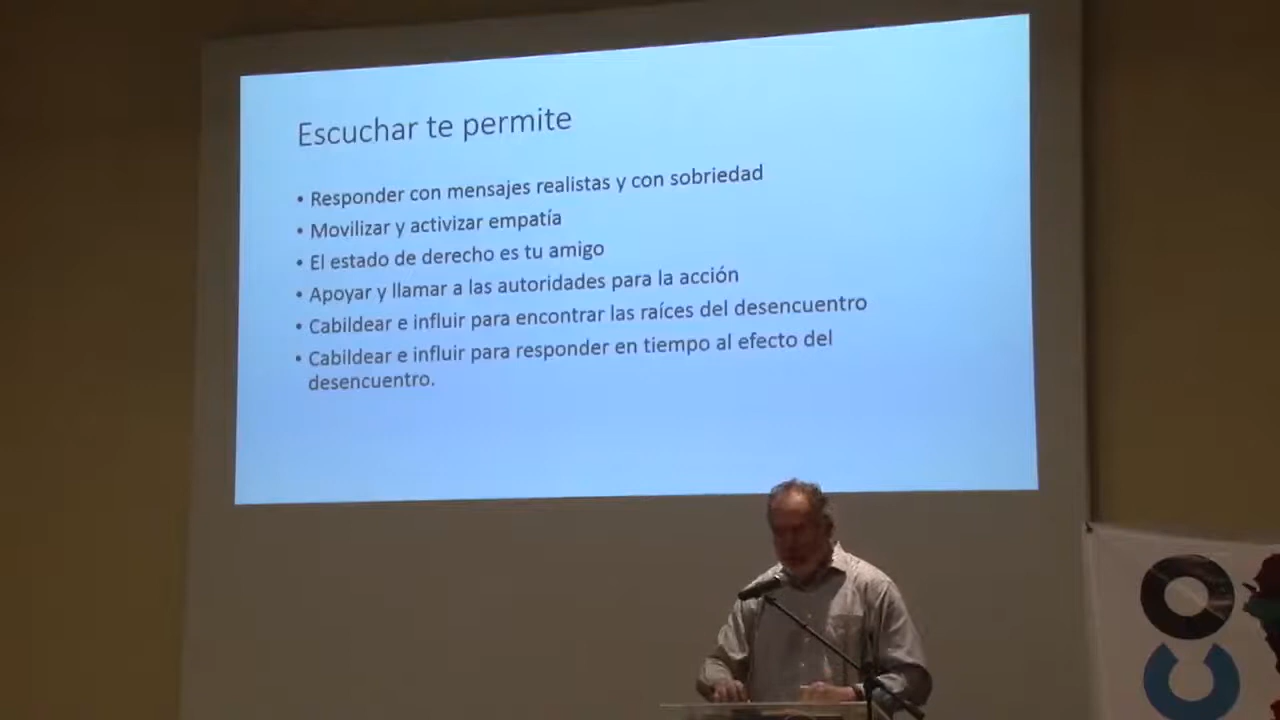 Escuchar te permite
• Responder con mensajes realistas y con sobriedad
• Movilizar y activizar empatía
• El estado de derecho es tu amigo
• Apoyar y llamar a las autoridades para la acción
• Cabildear e influir para encontrar las raíces del desencuentro
• Cabildear e influir para responder en tiempo al efecto del
desencuentro.